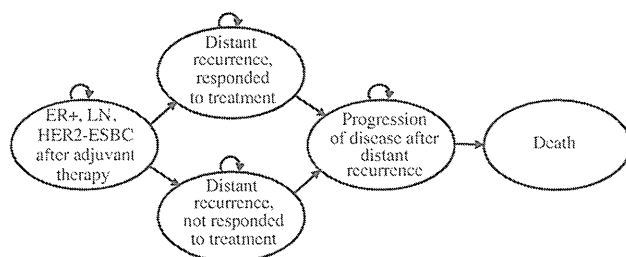 ER+, LN,
HER2-ESBC
after adjuvant
therapy
Distant
recurrence,
responded
to treatment
Distant
recurrence,
not responded
to treatment
Progression
of disease after
distant
recurrence
Death